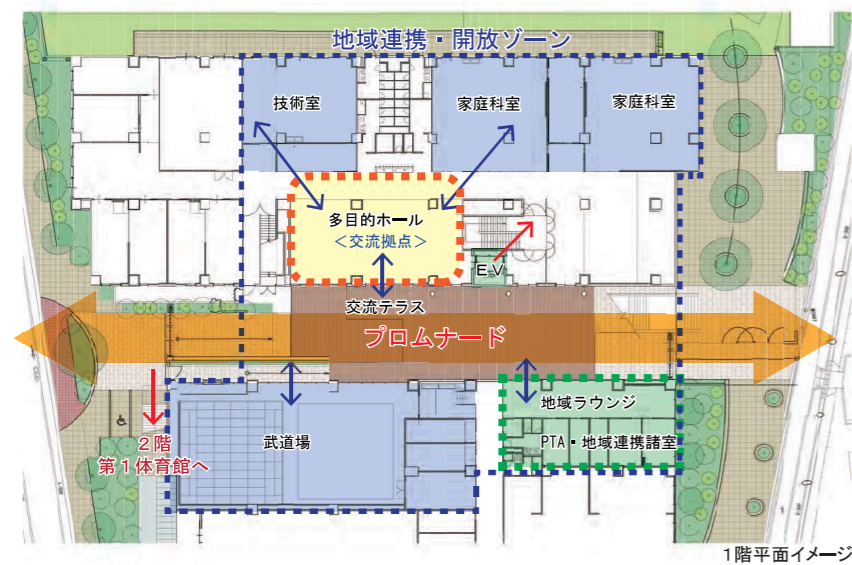 地域連携・開放ゾーン
技術室
家庭科室
家庭科室
多目的ホール
<交流拠点>
EV
交流テラス
プロムナード
地域ラウンジ
PTA・地域連携諸室
武道場
2階
第1体育館へ
1階平面イメージ